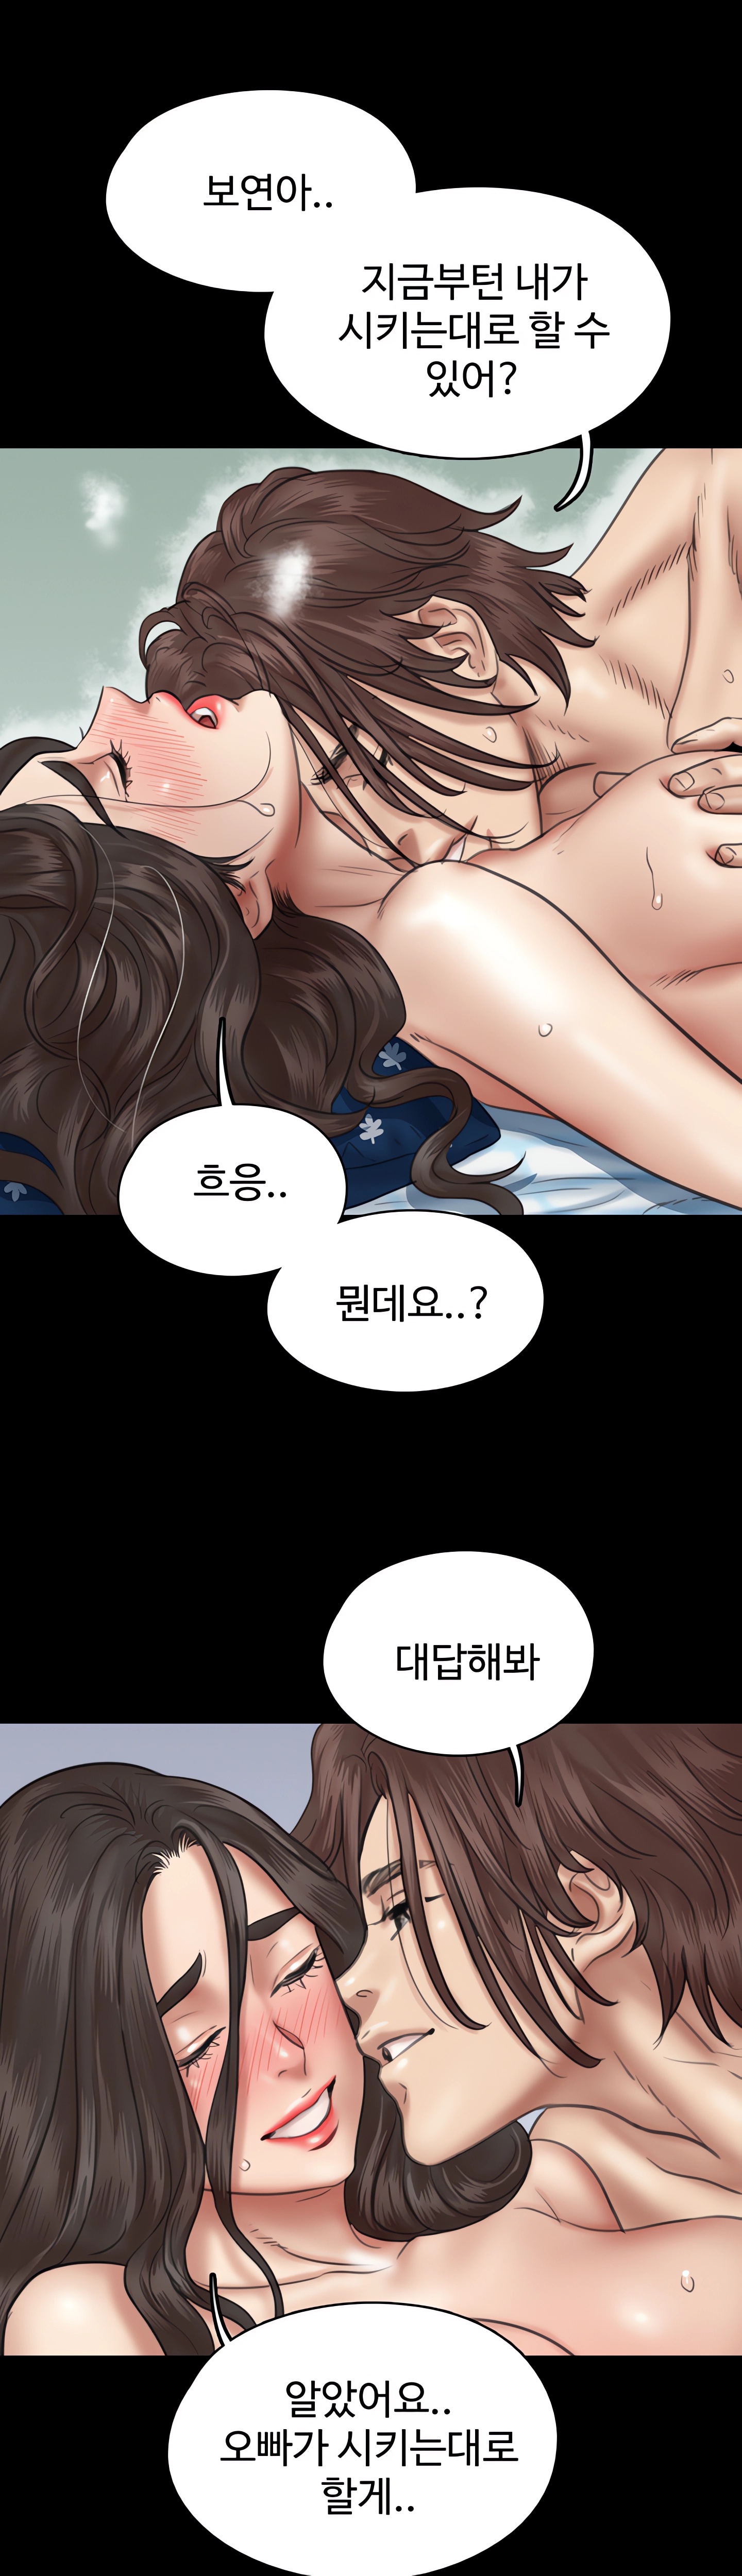 보연아..
지금부턴 내가
시키는대로 할 수
있어?
흐응..
뭔데요..?
대답해봐
알았어요..
오빠가 시키는대로
할게..